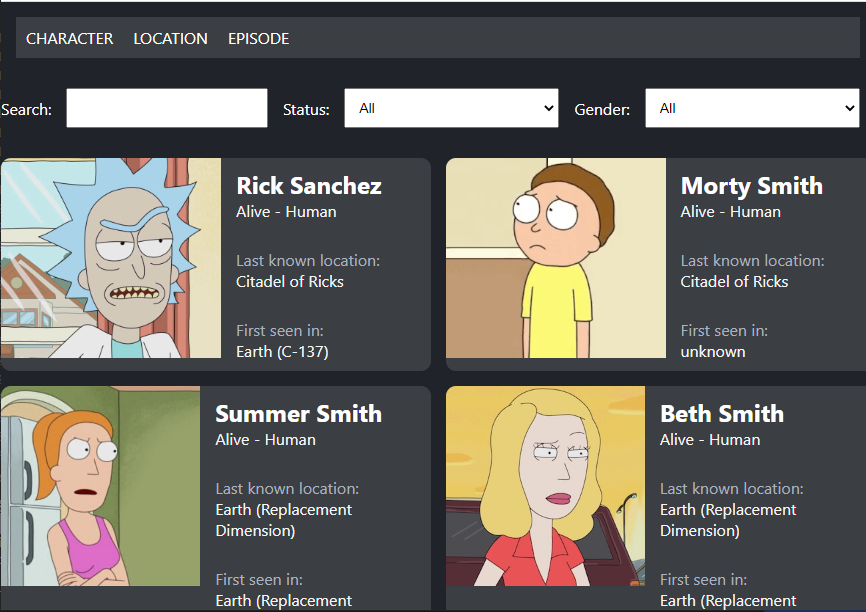 CHARACTER LOCATION EPISODE
Search: Status: All Gender: All
Rick Sanchez
Alive - Human
Last known location:
Citadel of Ricks
First seen in:
Earth (C-137)
Morty Smith
Alive - Human
Last known location:
Citadel of Ricks
First seen in:
unknown
Summer Smith
Alive - Human
Last known location:
Earth (Replacement
Dimension)
First seen in:
Earth (Replacement
Beth Smith
Alive - Human
Last known location:
Earth (Replacement
Dimension)
First seen in:
Earth (Replacement